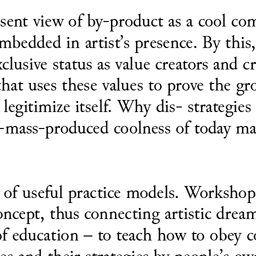 sent view of by-product as a cool com
mbedded in artist's presence. By this,
xclusive status as value creators and cr
hat uses these values to prove the gro
legitimize itself. Why dis- strategies
-mass-produced coolness of today ma
of useful practice models. Workshop
oncept, thus connecting artistic dream
of education – to teach how to obey co